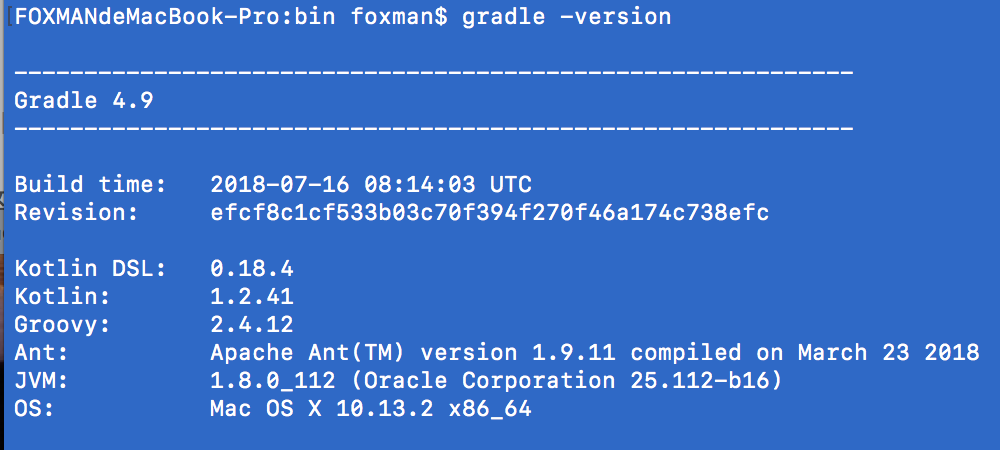 [FOXMANdeMacBook-Pro:bin foxman$ gradle -version
------------------------------------------------------------
Gradle 4.9
------------------------------------------------------------
Build time:   2018-07-16 08:14:03 UTC
Revision:     efcf8c1cf533b03c70f394f270f46a174c738efc
Kotlin DSL:   0.18.4
Kotlin:       1.2.41
Groovy:       2.4.12
Ant:          Apache Ant(TM) version 1.9.11 compiled on March 23 2018
JVM:          1.8.0_112 (Oracle Corporation 25.112-b16)
OS:           Mac OS X 10.13.2 x86_64